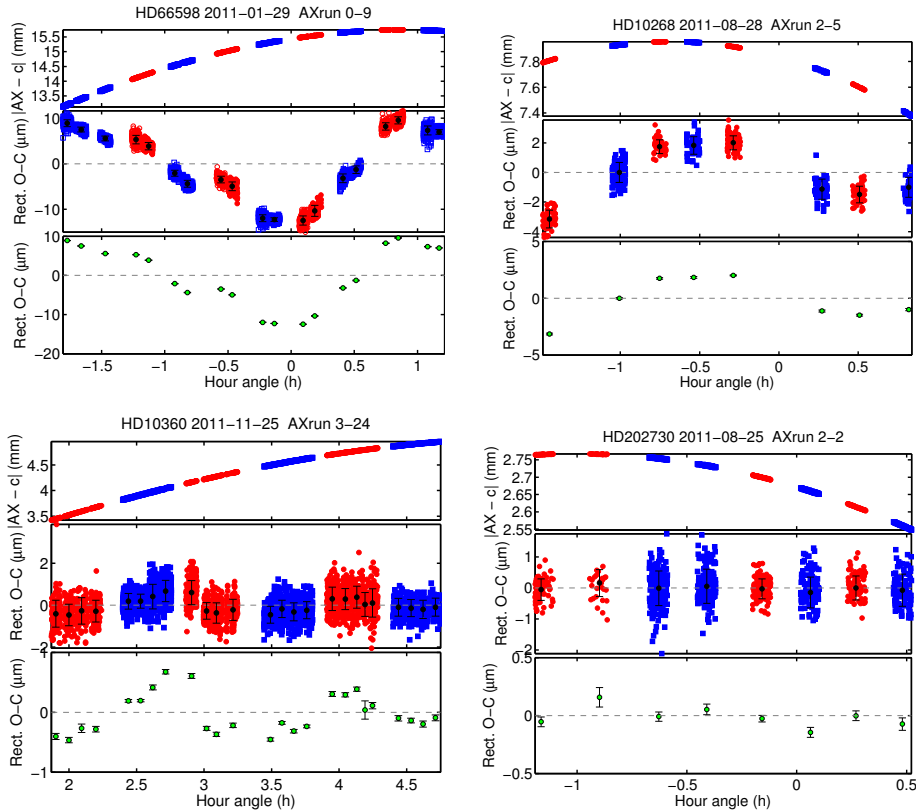 HD66598 2011−01−29 AXrun 0−9
|AX − c| (mm)
15.5
15
14.5
14
13.5
Rect. O−C (μm)
10
0
−10
Rect. O−C (μm)
10
0
−10
−20
−1.5 −1 −0.5 0 0.5 1
Hour angle (h)
HD10268 2011−08−28 AXrun 2−5
|AX − c| (mm)
7.8
7.6
7.4
Rect. O−C (μm)
2
0
−2
−4
Rect. O−C (μm)
5
0
−5
−1 −0.5 0 0.5
Hour angle (h)
HD10360 2011−11−25 AXrun 3−24
|AX − c| (mm)
4.5
3.5
Rect. O−C (μm)
2
0
−2
Rect. O−C (μm)
4
0
−1
2 2.5 3 3.5 4 4.5
Hour angle (h)
HD202730 2011−08−25 AXrun 2−2
|AX − c| (mm)
2.75
2.7
2.65
2.6
2.55
Rect. O−C (μm)
1
0
−1
−2
Rect. O−C (μm)
0.5
0
−0.5
−1 −0.5 0 0.5
Hour angle (h)